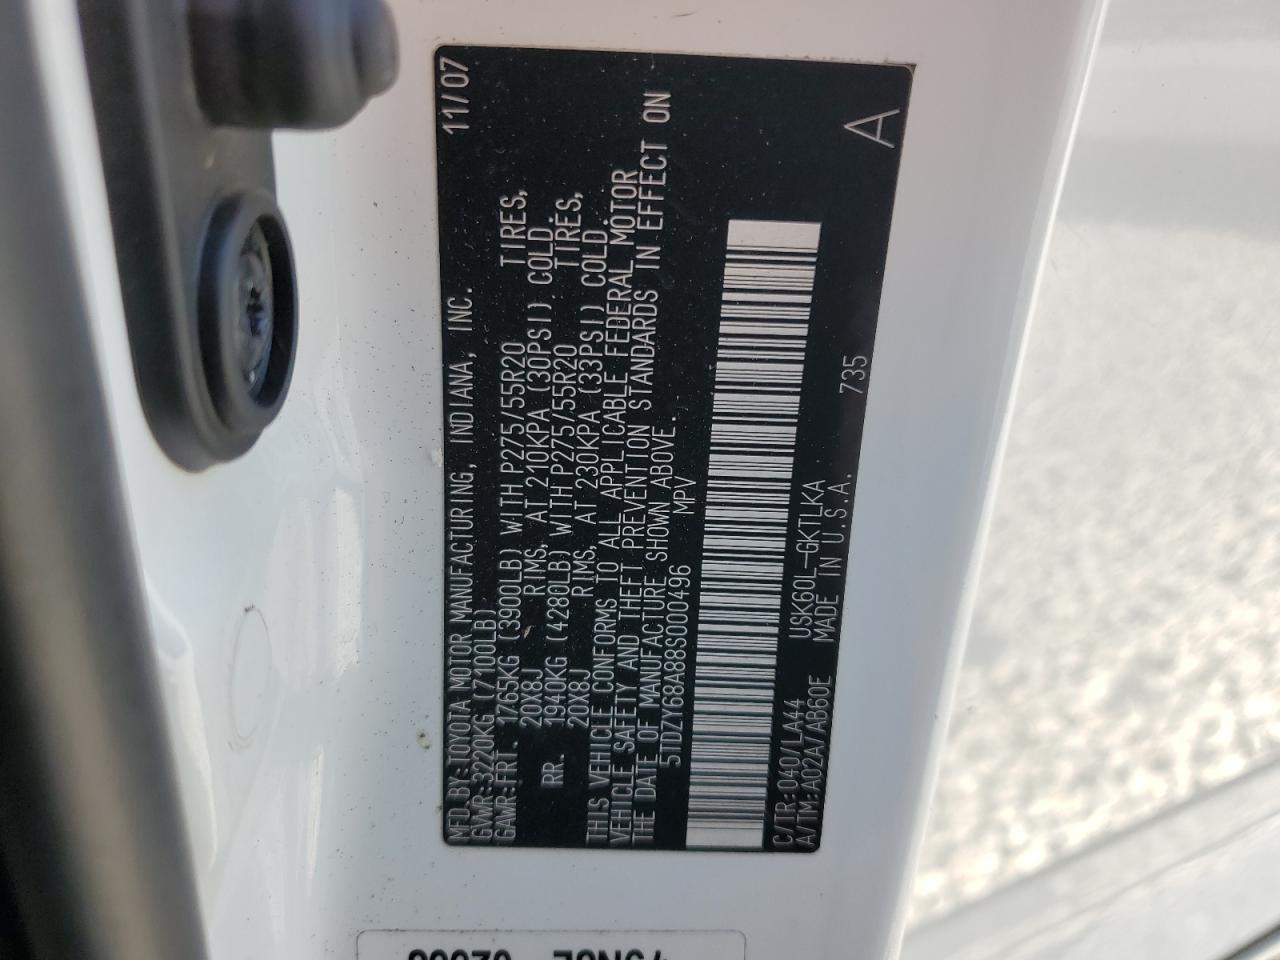 MFD.BY:TOYOTA MOTOR MANUFACTURING, INDIANA, INC. 11/07
GVWR:3220KG(7100LB)
GAWR:FRT. 1765KG (3900LB) WITH P275/55R20 TIRES,
20X8J RIMS, AT 210KPA (30PSI) COLD.
RR. 1940KG (4280LB) WITH P275/55R20 TIRES,
20X8J RIMS, AT 230KPA (33PSI) COLD.
THIS VEHICLE CONFORMS TO ALL APPLICABLE FEDERAL MOTOR
VEHICLE SAFETY AND THEFT PREVENTION STANDARDS IN EFFECT ON
THE DATE OF MANUFACTURE SHOWN ABOVE.
5TDZY68A88S000496 MPV
C/TR:040/LA44 USK60L-GKTLKA 735 A
A/TM:A02A/AB60E MADE IN U.S.A.